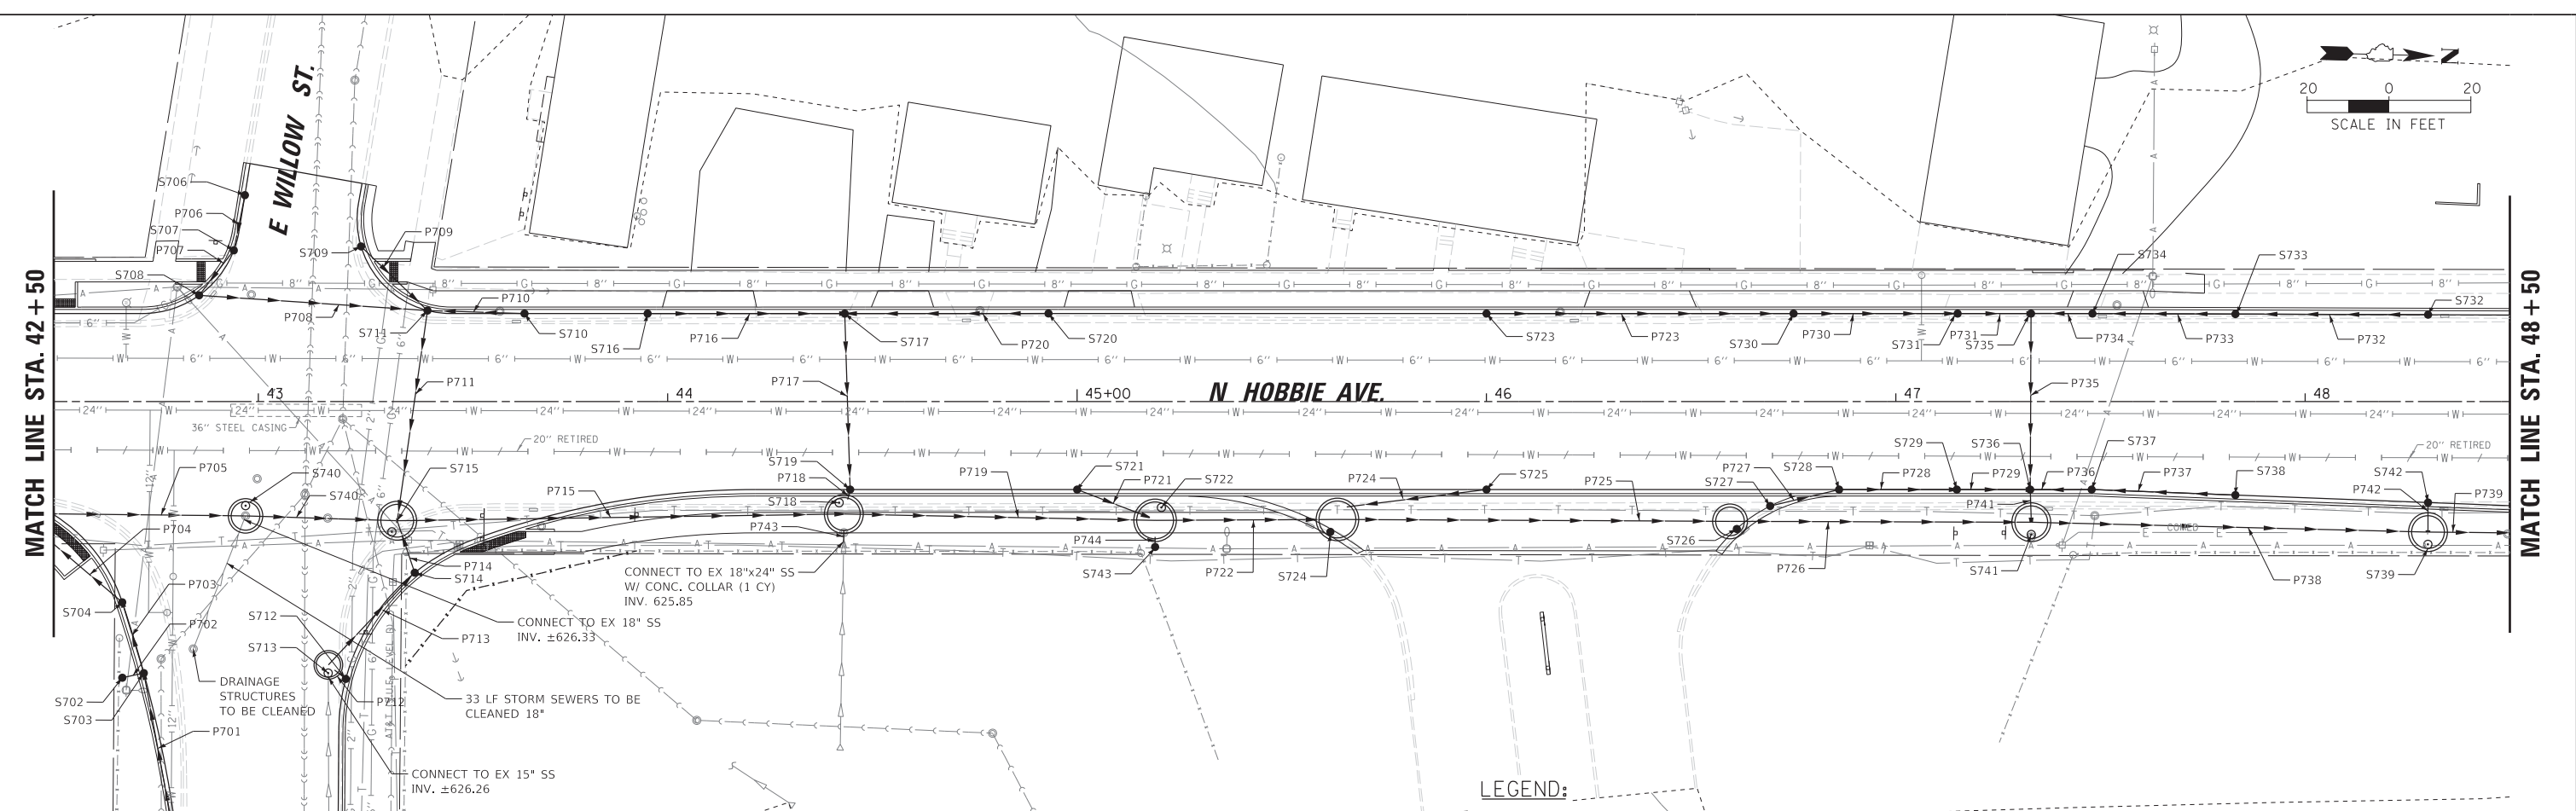 20 0 20
SCALE IN FEET
N
E WILLOW ST.
N HOBBIE AVE.
MATCH LINE STA. 42+50
MATCH LINE STA. 48+50
S706
P706
S707
P707
S708
P708
S709
P709
P710
S710
S711
P711
S716
P716
S717
P717
P720
S720
S723
P723
S730
P730
S731
P731
S735
S734
P734
S733
P733
S732
P732
P735
43
44
45+00
46
47
48
36" STEEL CASING
20" RETIRED
20" RETIRED
P705
S740
S740
S715
P715
S719
P718
S718
P719
S721
P721
S722
P724
S725
P725
P727
S727
S728
P728
S729
P729
S736
P736
S737
P737
S738
S742
P742
P739
P704
P703
S704
P702
S702
S703
P701
S712
S713
P712
P713
P714
S714
P743
P744
S743
P722
S724
S726
P726
P741
S741
P738
S739
COMED
CONNECT TO EX 18"x24" SS
W/ CONC. COLLAR (1 CY)
INV. 625.85
CONNECT TO EX 18" SS
INV. ±626.33
DRAINAGE
STRUCTURES
TO BE CLEANED
33 LF STORM SEWERS TO BE
CLEANED 18"
CONNECT TO EX 15" SS
INV. ±626.26
LEGEND: